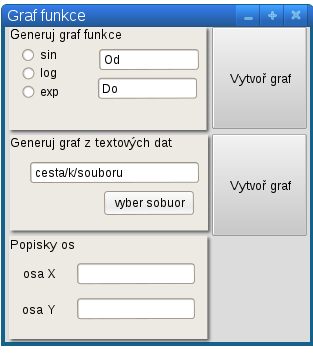 Graf funkce
Generuj graf funkce
sin
Od
log
exp
Do
Vytvoř graf
Generuj graf z textových dat
cesta/k/souboru
vyber sobuor
Vytvoř graf
Popisky os
osa X
osa Y